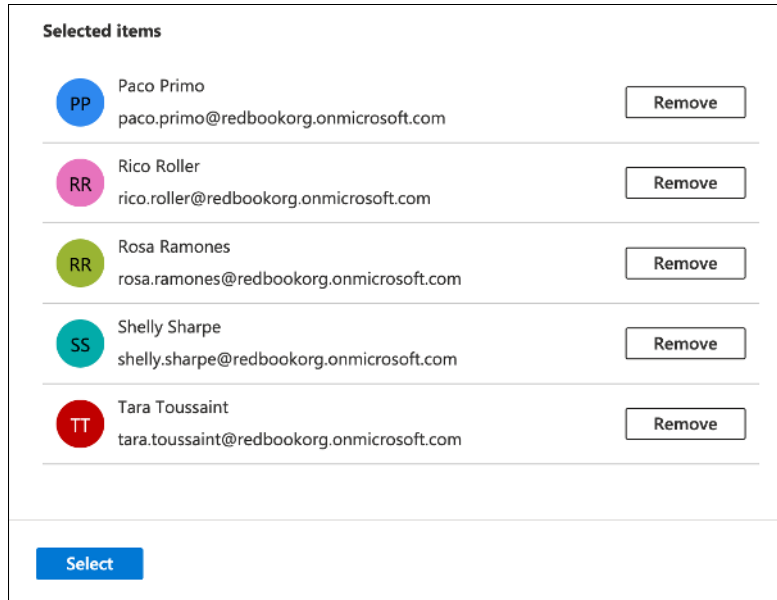 Selected items
PP
Paco Primo
paco.primo@redbookorg.onmicrosoft.com
Remove
RR
Rico Roller
rico.roller@redbookorg.onmicrosoft.com
Remove
RR
Rosa Ramones
rosa.ramones@redbookorg.onmicrosoft.com
Remove
SS
Shelly Sharpe
shelly.sharpe@redbookorg.onmicrosoft.com
Remove
TT
Tara Toussaint
tara.toussaint@redbookorg.onmicrosoft.com
Remove
Select